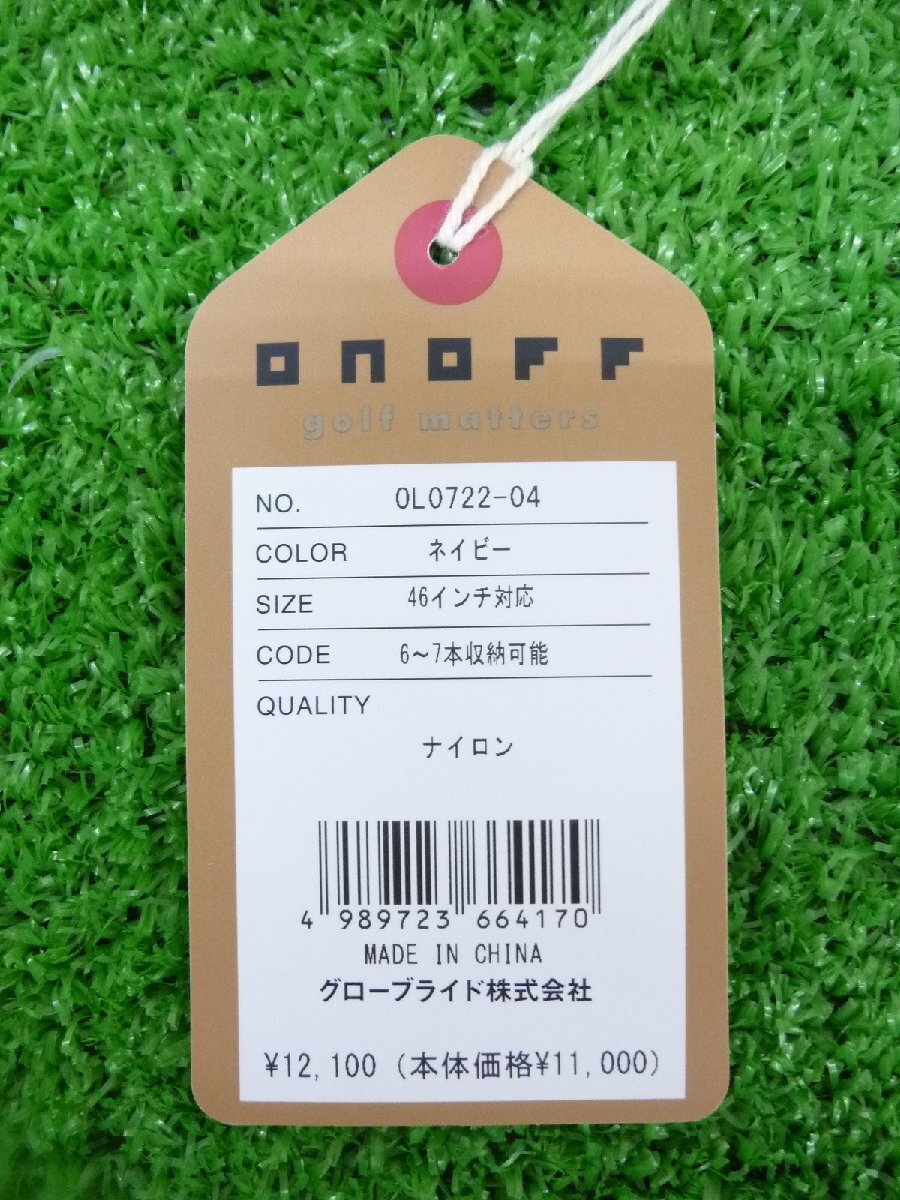 onoff
golf matters
NO. OLO722-04
COLOR ネイビー
SIZE 46インチ対応
CODE 6～7本収納可能
QUALITY
ナイロン
4 989723 664170
MADE IN CHINA
グローブライド株式会社
¥12,100 (本体価格¥11,000)